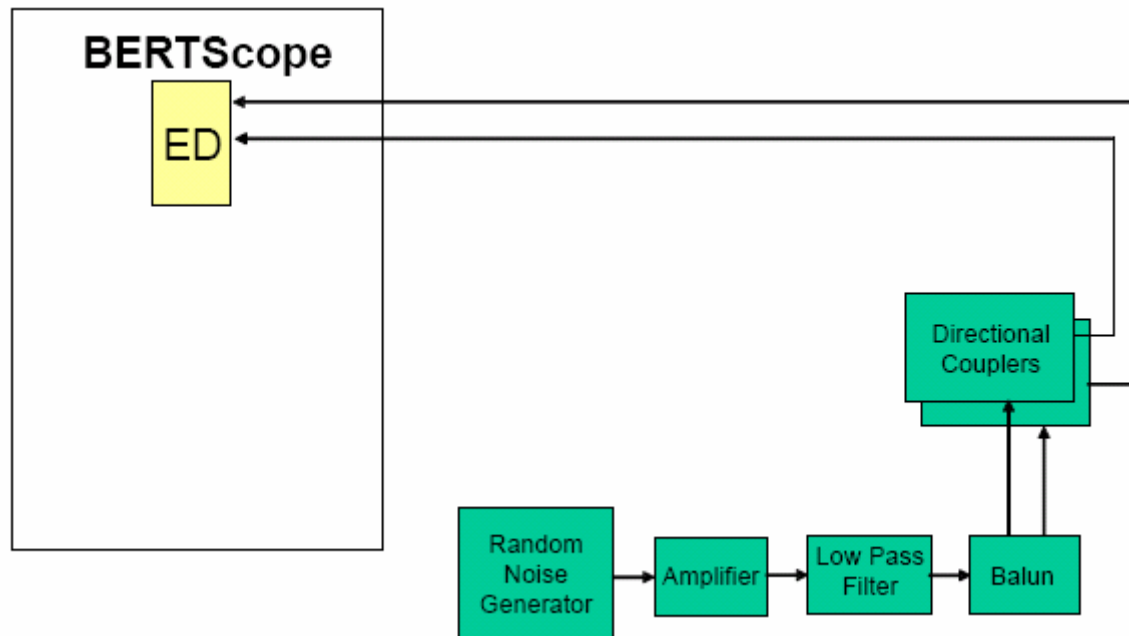 BERTScope
ED
Directional
Couplers
Random
Noise
Generator
Amplifier
Low Pass
Filter
Balun